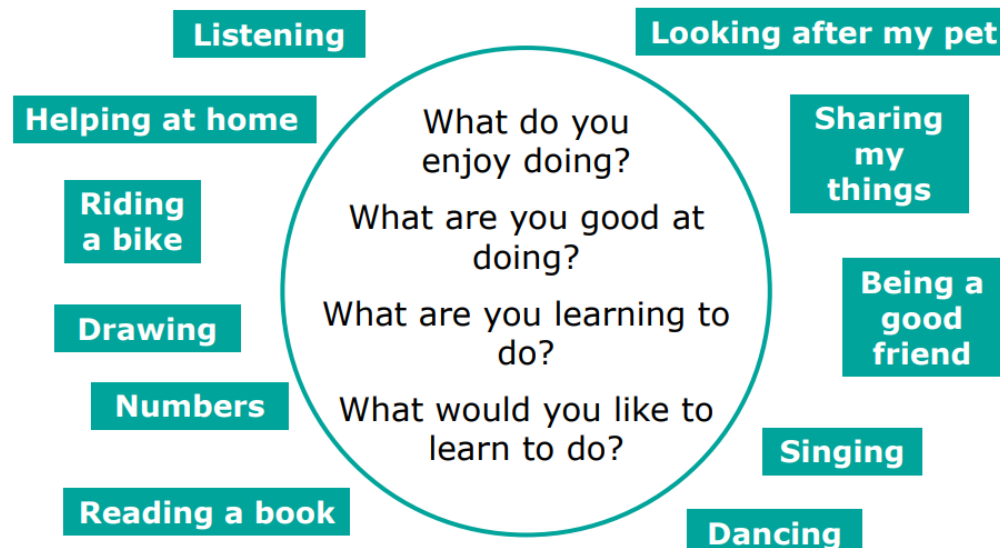 Listening
Looking after my pet
Helping at home
Sharing
my
things
Riding
a bike
Being a
good
friend
Drawing
Numbers
Singing
Reading a book
Dancing
What do you
enjoy doing?
What are you good at
doing?
What are you learning to
do?
What would you like to
learn to do?